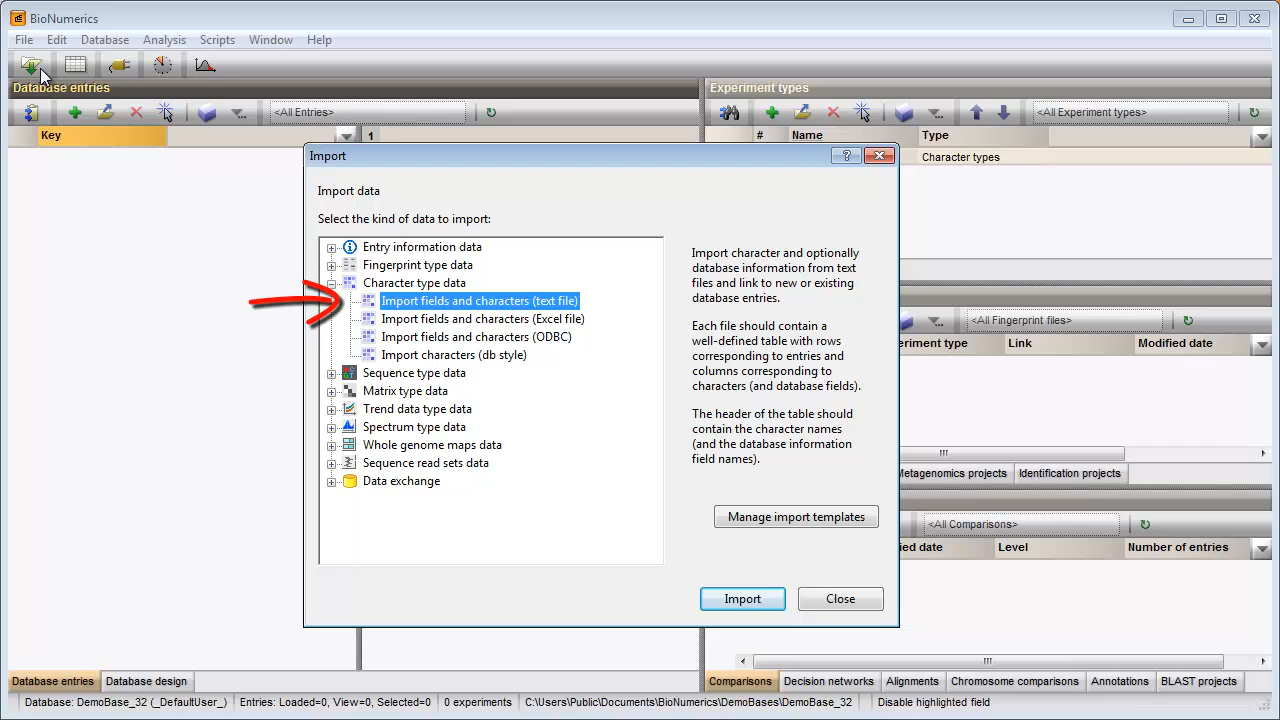 BioNumerics
File Edit Database Analysis Scripts Window Help
Database entries
<All Entries>
Key
1
Experiment types
<All Experiment types>
# Name Type
Character types
Import
?
Import data
Select the kind of data to import:
Entry information data
Fingerprint type data
Character type data
Import fields and characters (text file)
Import fields and characters (Excel file)
Import fields and characters (ODBC)
Import characters (db style)
Sequence type data
Matrix type data
Trend data type data
Spectrum type data
Whole genome maps data
Sequence read sets data
Data exchange
Import character and optionally
database information from text
files and link to new or existing
database entries.
Each file should contain a
well-defined table with rows
corresponding to entries and
columns corresponding to
characters (and database fields).
The header of the table should
contain the character names
(and the database information
field names).
Manage import templates
Import
Close
<All Fingerprint files>
eriment type Link Modified date
Metagenomics projects Identification projects
<All Comparisons>
ied date Level Number of entries
Database entries Database design
Comparisons Decision networks Alignments Chromosome comparisons Annotations BLAST projects
Database: DemoBase_32 (_DefaultUser_) Entries: Loaded=0, View=0, Selected=0 0 experiments C:\Users\Public\Documents\BioNumerics\DemoBases\DemoBase_32 Disable highlighted field